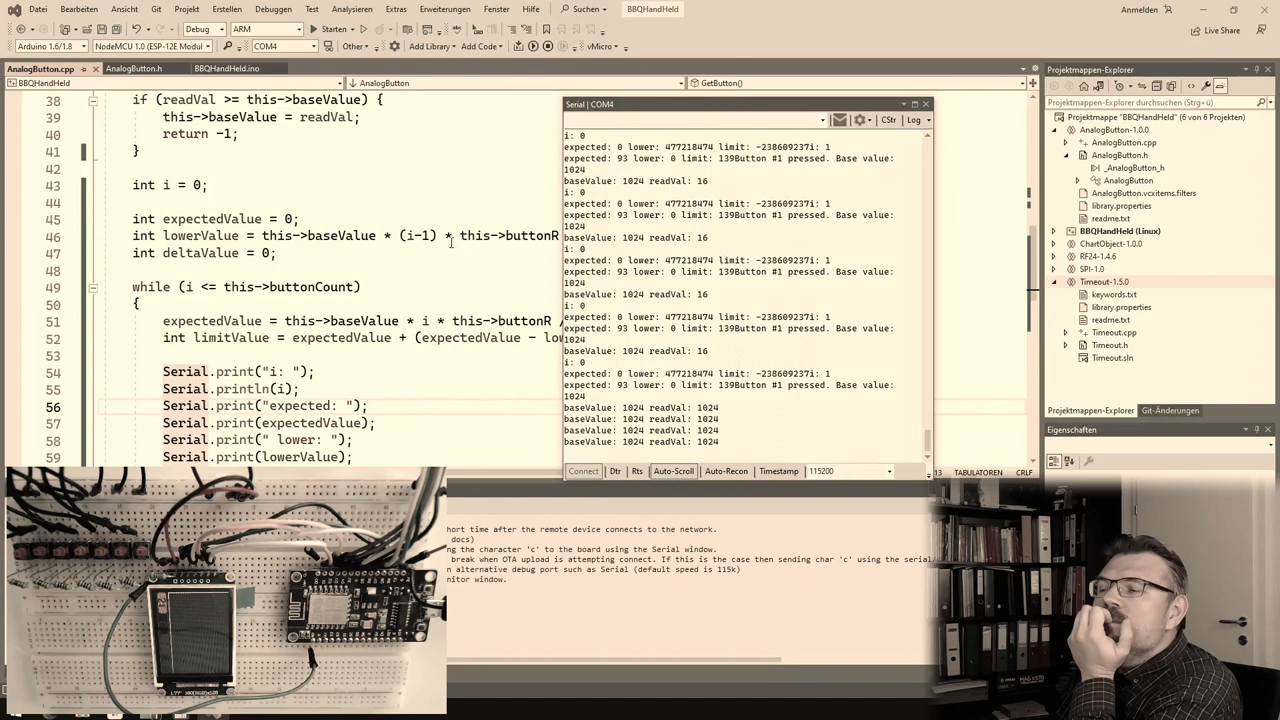 Datei Bearbeiten Ansicht Git Projekt Erstellen Debuggen Test Analysieren Extras Erweiterungen Fenster Hilfe Suchen BBQHandHeld Anmelden
Debug ARM Starten Live Share
Arduino 1.6/1.8 NodeMCU 1.0 (ESP-12E Modul) COM4 Other Add Library Add Code vMicro
AnalogButton.cpp AnalogButton.h BBQHandHeld.ino
BBQHandHeld AnalogButton GetButton()
38 if (readVal >= this->baseValue) {
39 this->baseValue = readVal;
40 return -1;
41 }
42
43 int i = 0;
44
45 int expectedValue = 0;
46 int lowerValue = this->baseValue * (i-1) * this->buttonR
47 int deltaValue = 0;
48
49 while (i <= this->buttonCount)
50 {
51 expectedValue = this->baseValue * i * this->buttonR /
52 int limitValue = expectedValue + (expectedValue - low
53
54 Serial.print("i: ");
55 Serial.println(i);
56 Serial.print("expected: ");
57 Serial.print(expectedValue);
58 Serial.print(" lower: ");
59 Serial.print(lowerValue);
Serial | COM4
CStr Log
i: 0
expected: 0 lower: 477218474 limit: -238609237i: 1
expected: 93 lower: 0 limit: 139Button #1 pressed. Base value:
1024
baseValue: 1024 readVal: 16
i: 0
expected: 0 lower: 477218474 limit: -238609237i: 1
expected: 93 lower: 0 limit: 139Button #1 pressed. Base value:
1024
baseValue: 1024 readVal: 16
i: 0
expected: 0 lower: 477218474 limit: -238609237i: 1
expected: 93 lower: 0 limit: 139Button #1 pressed. Base value:
1024
baseValue: 1024 readVal: 16
i: 0
expected: 0 lower: 477218474 limit: -238609237i: 1
expected: 93 lower: 0 limit: 139Button #1 pressed. Base value:
1024
baseValue: 1024 readVal: 16
i: 0
expected: 0 lower: 477218474 limit: -238609237i: 1
expected: 93 lower: 0 limit: 139Button #1 pressed. Base value:
1024
baseValue: 1024 readVal: 1024
baseValue: 1024 readVal: 1024
baseValue: 1024 readVal: 1024
baseValue: 1024 readVal: 1024
Connect Dtr Rts Auto-Scroll Auto-Recon Timestamp 115200
13 TABULATOREN CRLF
hort time after the remote device connects to the network.
docs)
ng the character 'c' to the board using the Serial window.
break when OTA upload is attempting connect. If this is the case then sending char 'c' using the serial/
n alternative debug port such as Serial (default speed is 115k)
nitor window.
Projektmappen-Explorer
Projektmappen-Explorer durchsuchen (Strg+ü)
Projektmappe "BBQHandHeld" (6 von 6 Projekten)
AnalogButton-1.0.0
AnalogButton.cpp
AnalogButton.h
_AnalogButton_h
AnalogButton
AnalogButton.vcxitems.filters
library.properties
readme.txt
BBQHandHeld (Linux)
ChartObject-1.0.0
RF24-1.4.6
SPI-1.0
Timeout-1.5.0
keywords.txt
library.properties
readme.txt
Timeout.cpp
Timeout.h
Timeout.sln
Projektmappen-Explorer Git-Änderungen
Eigenschaften